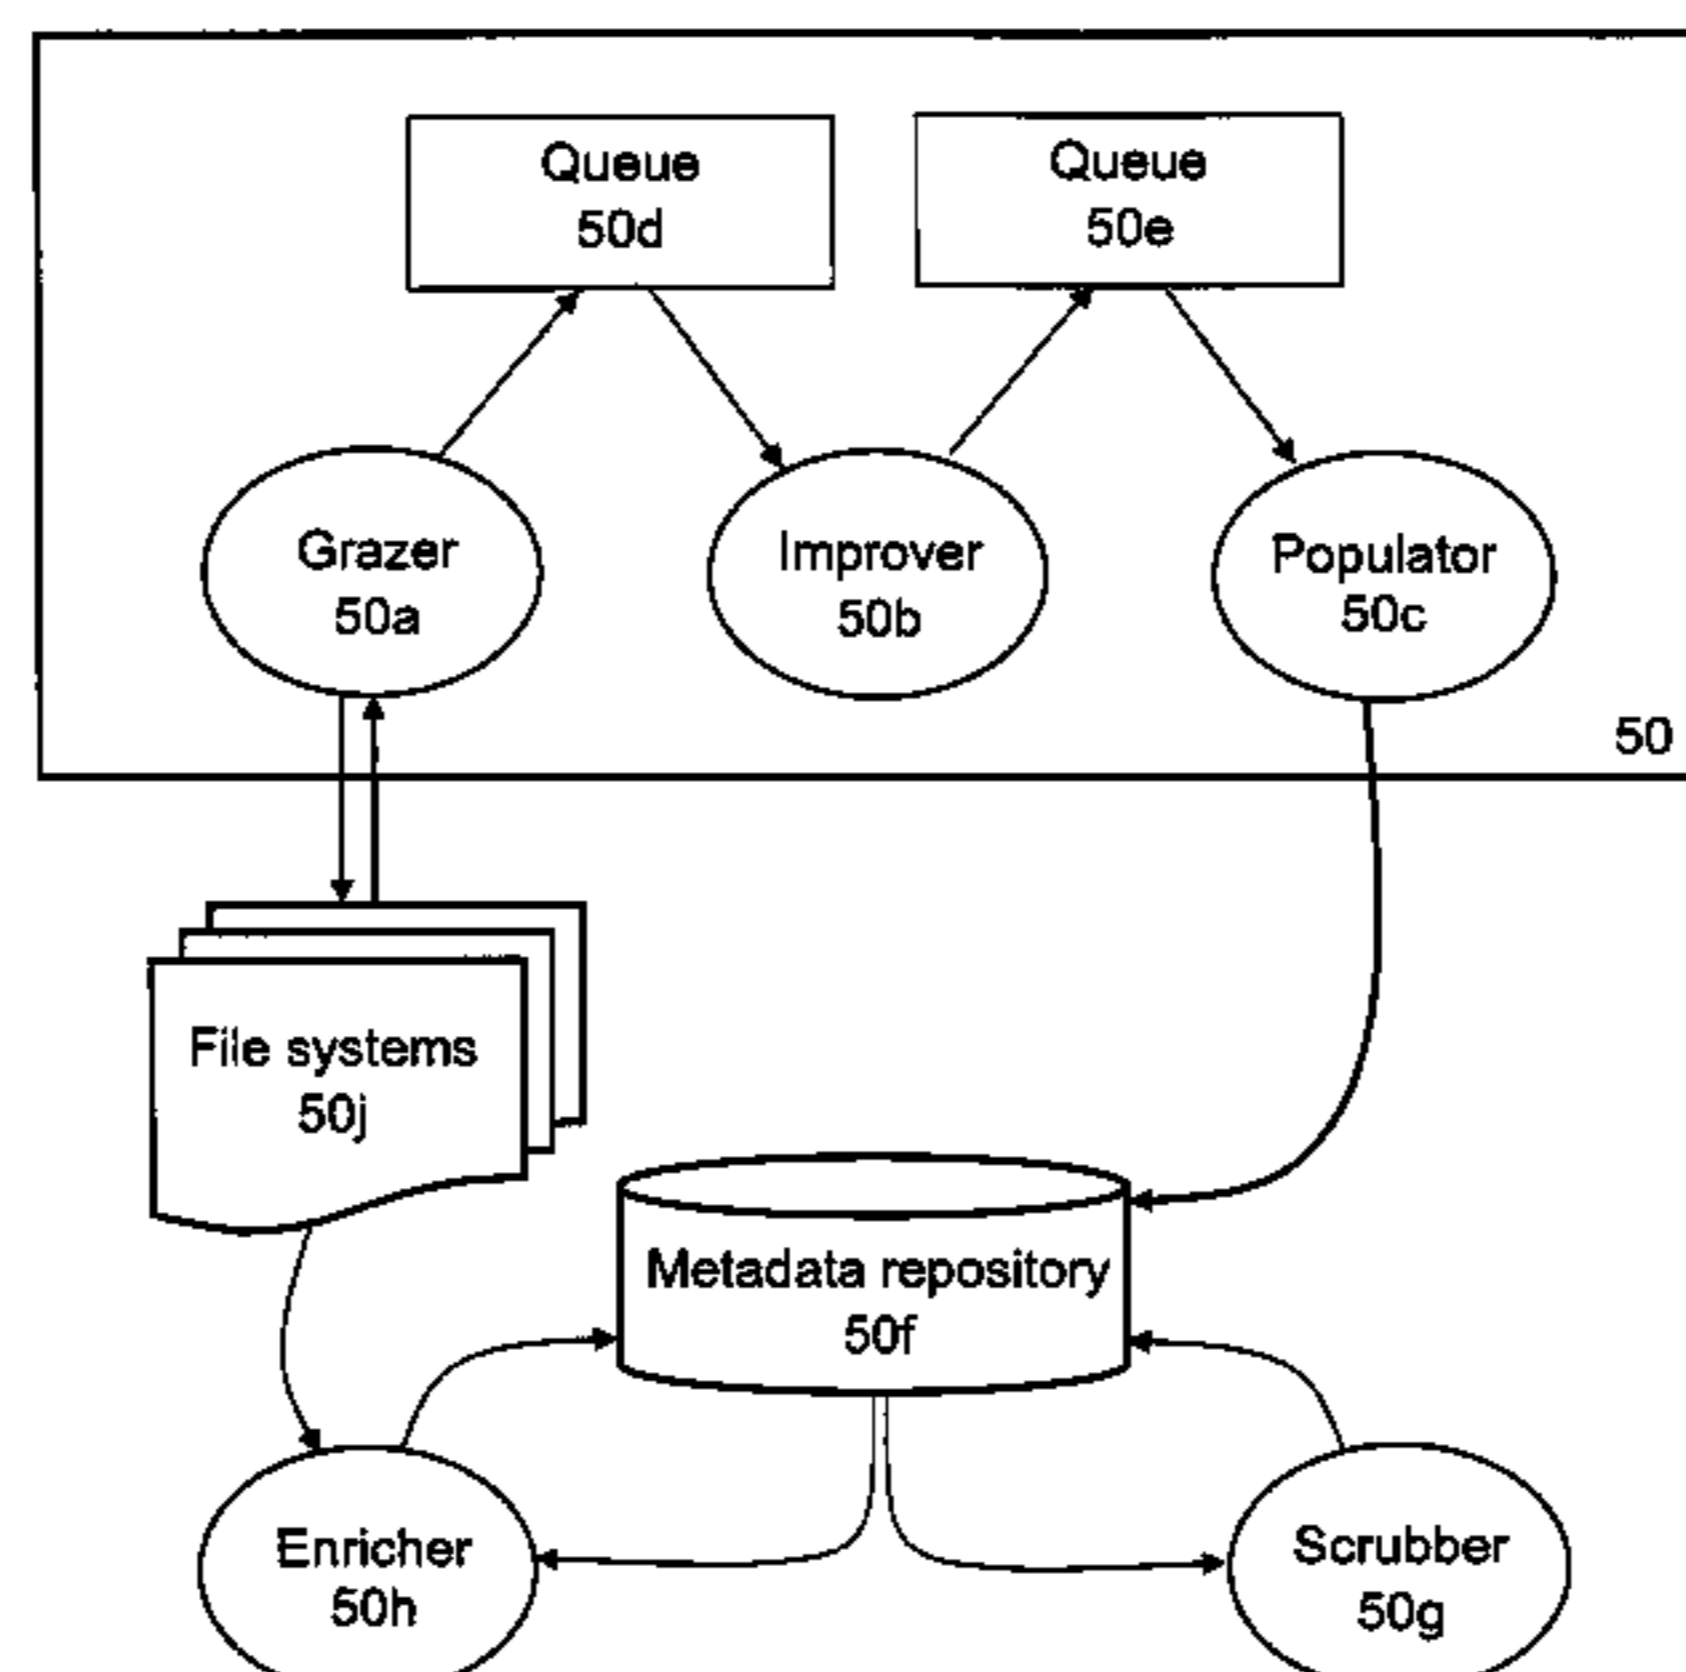 Queue
50d
Queue
50e
Grazer
50a
Improver
50b
Populator
50c
50
File systems
50j
Metadata repository
50f
Enricher
50h
Scrubber
50g